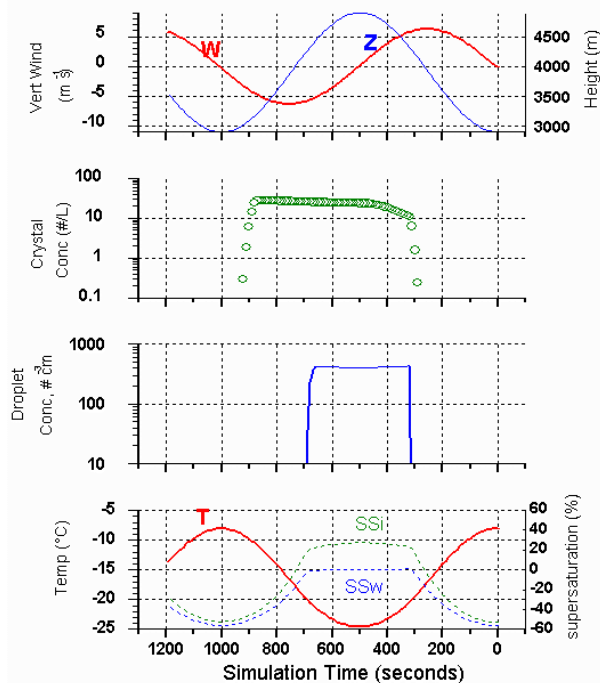 W
Z
5
0
-5
-10
Vert Wind
(m s⁻¹)
4500
4000
3500
3000
Height (m)
100
10
1
0.1
Crystal
Conc (#/L)
1000
100
10
Droplet
Conc, # cm⁻³
T
SSi
SSw
-5
-10
-15
-20
-25
Temp (°C)
60
40
20
0
-20
-40
-60
supersaturation (%)
1200 1000 800 600 400 200 0
Simulation Time (seconds)